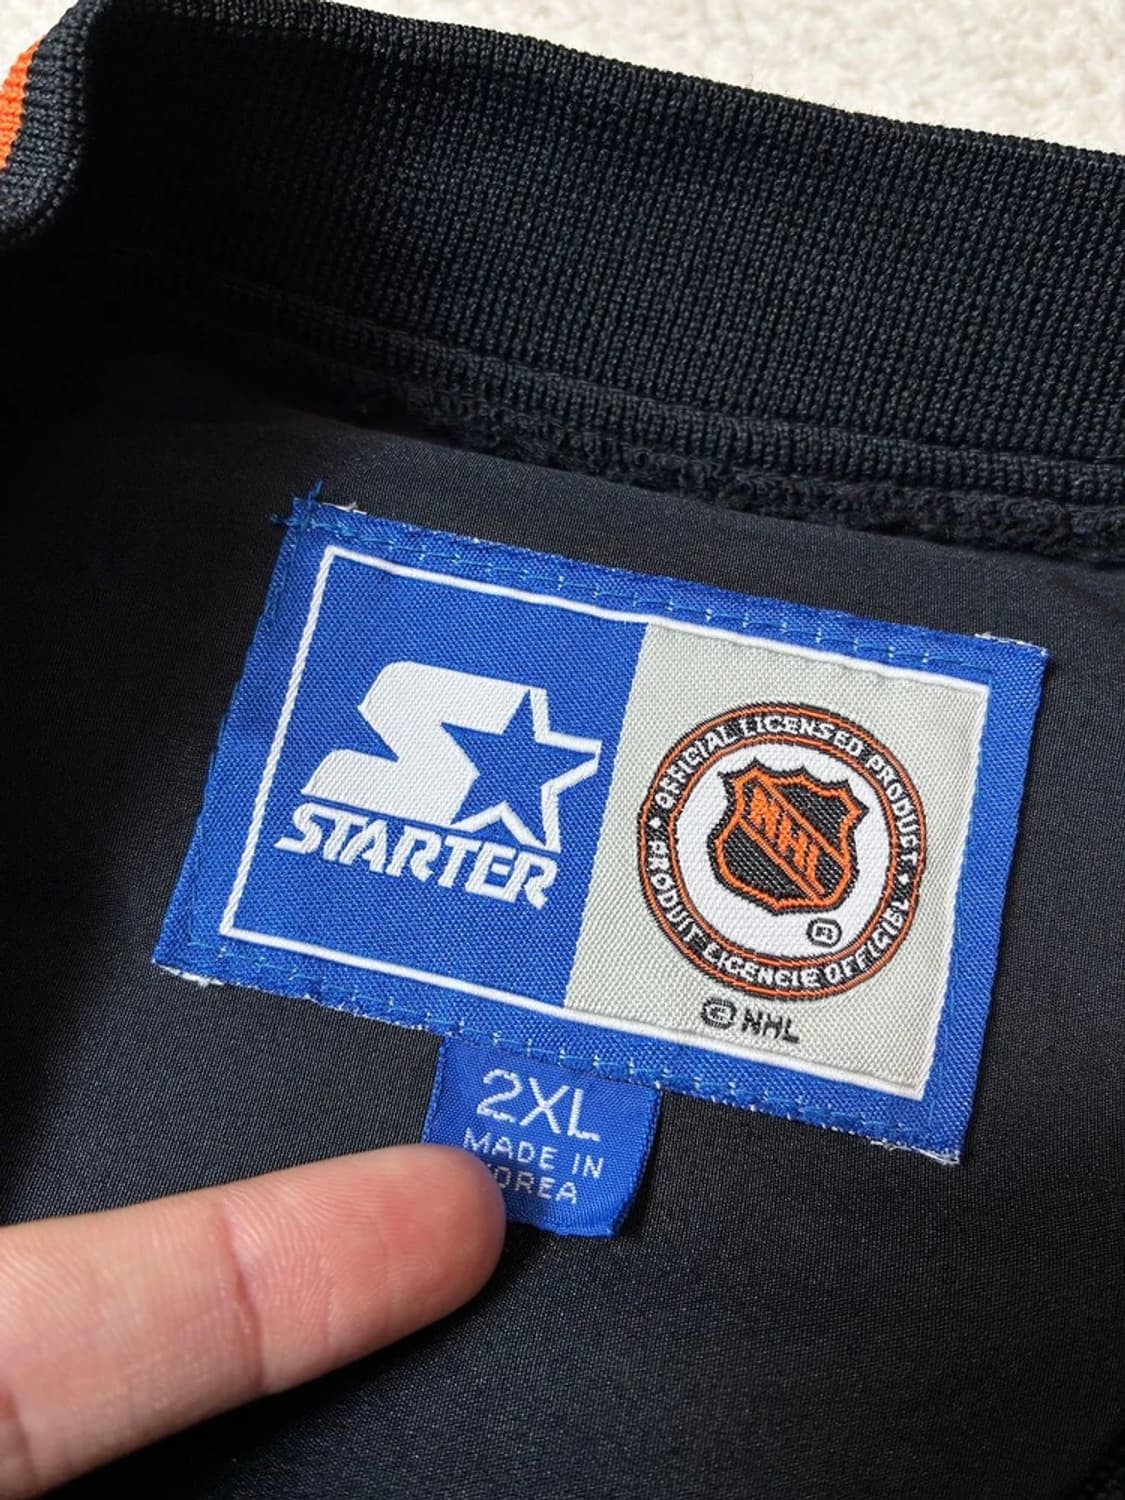 STARTER
OFFICIAL LICENSED PRODUCT
NHL
®
PRODUIT LICENCIE OFFICIEL
© NHL
2XL
MADE IN
OREA